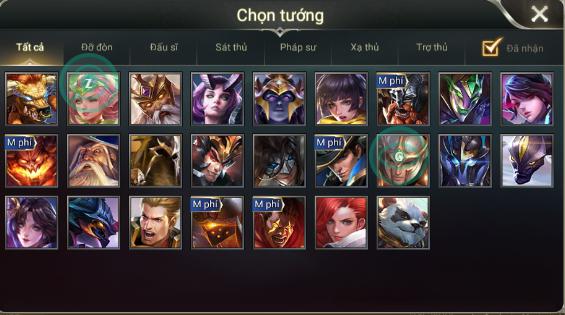 Chọn tướng
Tất cả Đỡ đòn Đấu sĩ Sát thủ Pháp sư Xạ thủ Trợ thủ Đã nhận
M phí
M phí M phí
M phí M phí